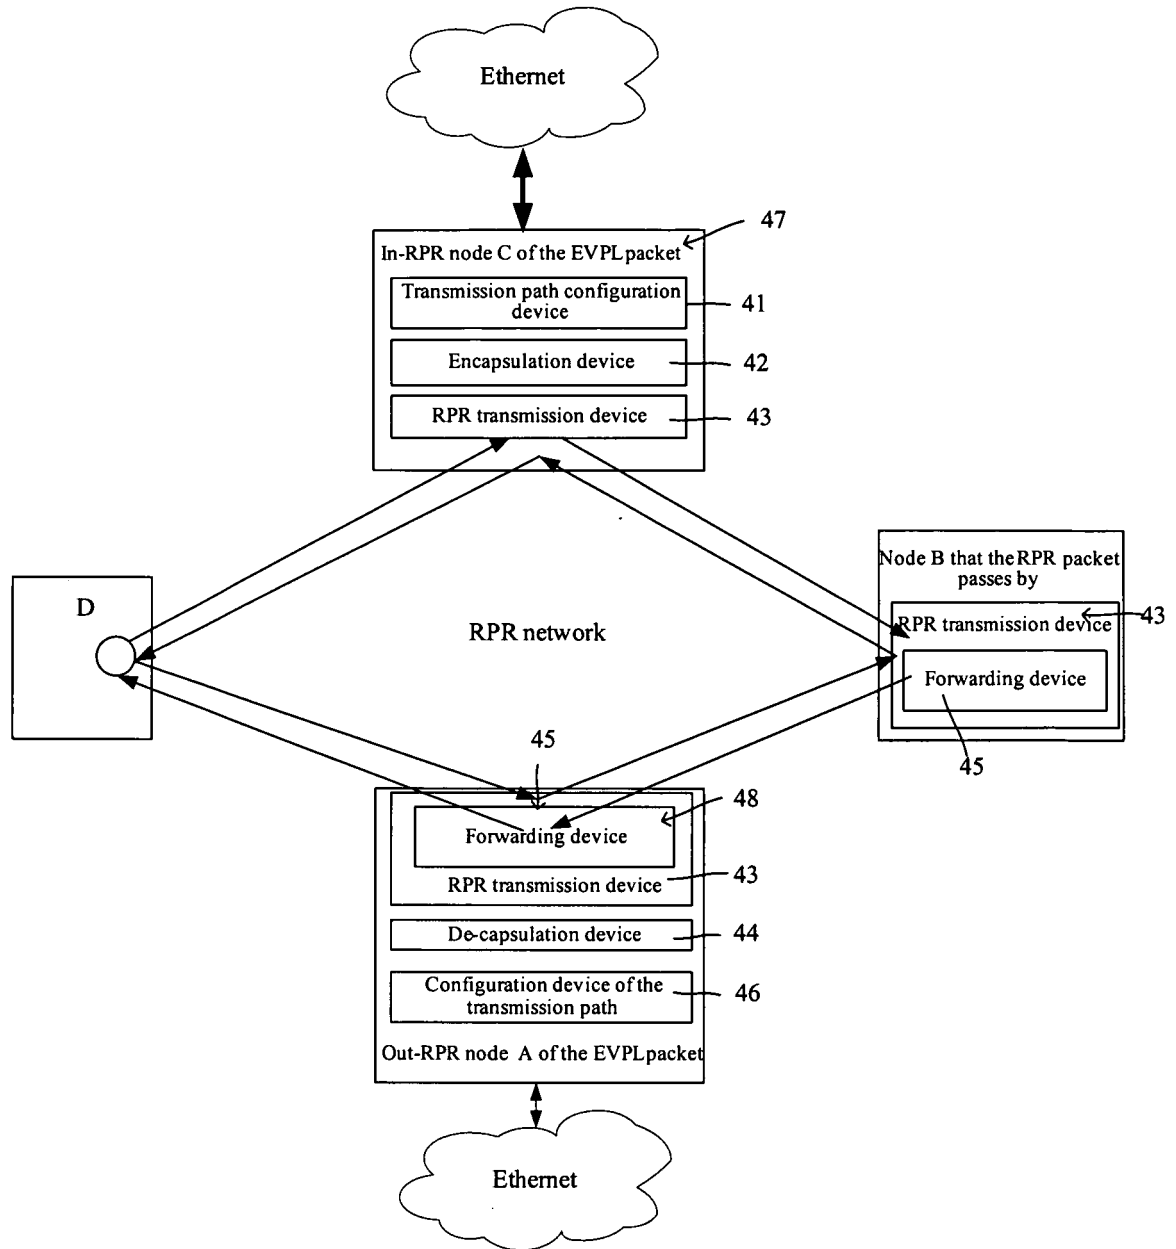 Ethernet
47
In-RPR node C of the EVPL packet
Transmission path configuration
device
41
Encapsulation device
42
RPR transmission device
43
Node B that the RPR packet
passes by
RPR transmission device
43
Forwarding device
45
D
RPR network
45
48
Forwarding device
RPR transmission device
43
De-capsulation device
44
Configuration device of the
transmission path
46
Out-RPR node A of the EVPL packet
Ethernet